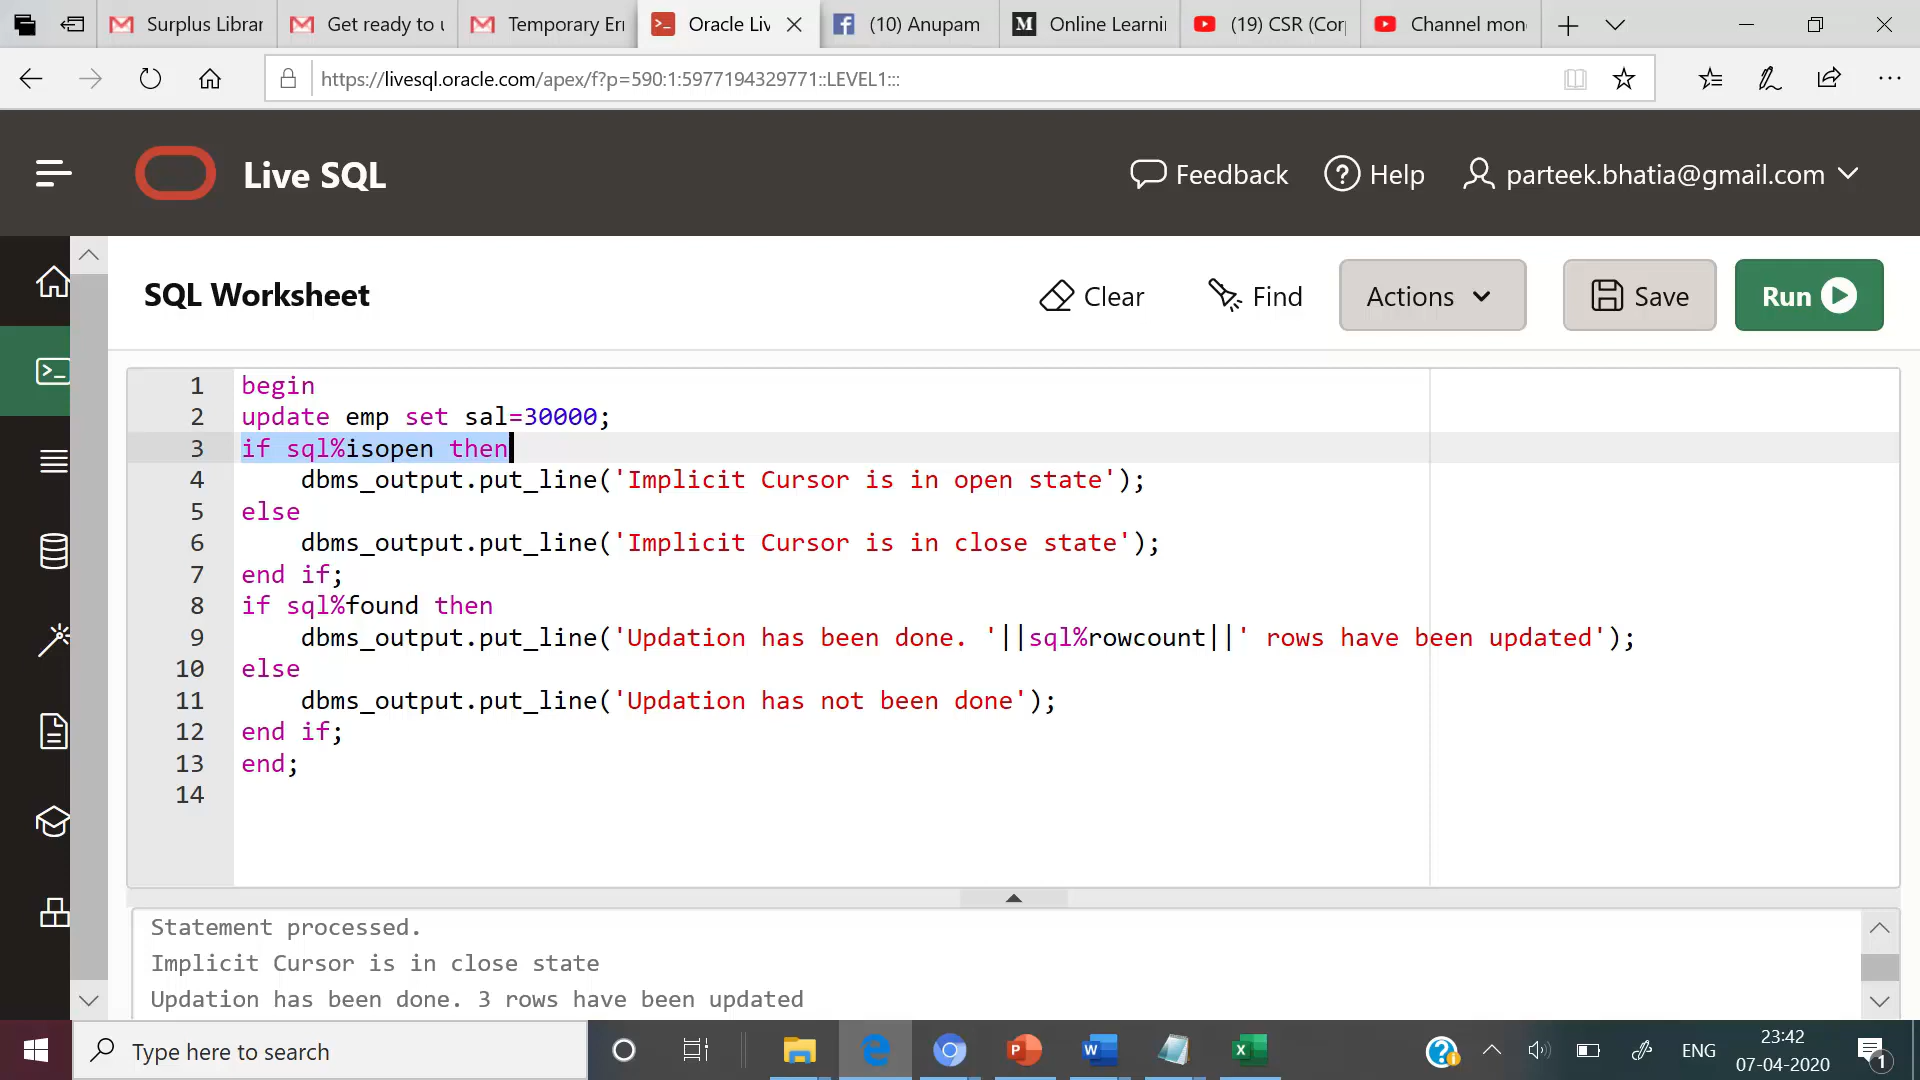 Surplus Librar
Get ready to u
Temporary Err
Oracle Liv
(10) Anupam
Online Learnin
(19) CSR (Corp
Channel mon
https://livesql.oracle.com/apex/f?p=590:1:5977194329771::LEVEL1:::
Live SQL
Feedback
Help
parteek.bhatia@gmail.com
SQL Worksheet
Clear
Find
Actions
Save
Run
1 begin
2 update emp set sal=30000;
3 if sql%isopen then
4 dbms_output.put_line('Implicit Cursor is in open state');
5 else
6 dbms_output.put_line('Implicit Cursor is in close state');
7 end if;
8 if sql%found then
9 dbms_output.put_line('Updation has been done. '||sql%rowcount||' rows have been updated');
10 else
11 dbms_output.put_line('Updation has not been done');
12 end if;
13 end;
14
Statement processed.
Implicit Cursor is in close state
Updation has been done. 3 rows have been updated
Type here to search
ENG
23:42
07-04-2020
1